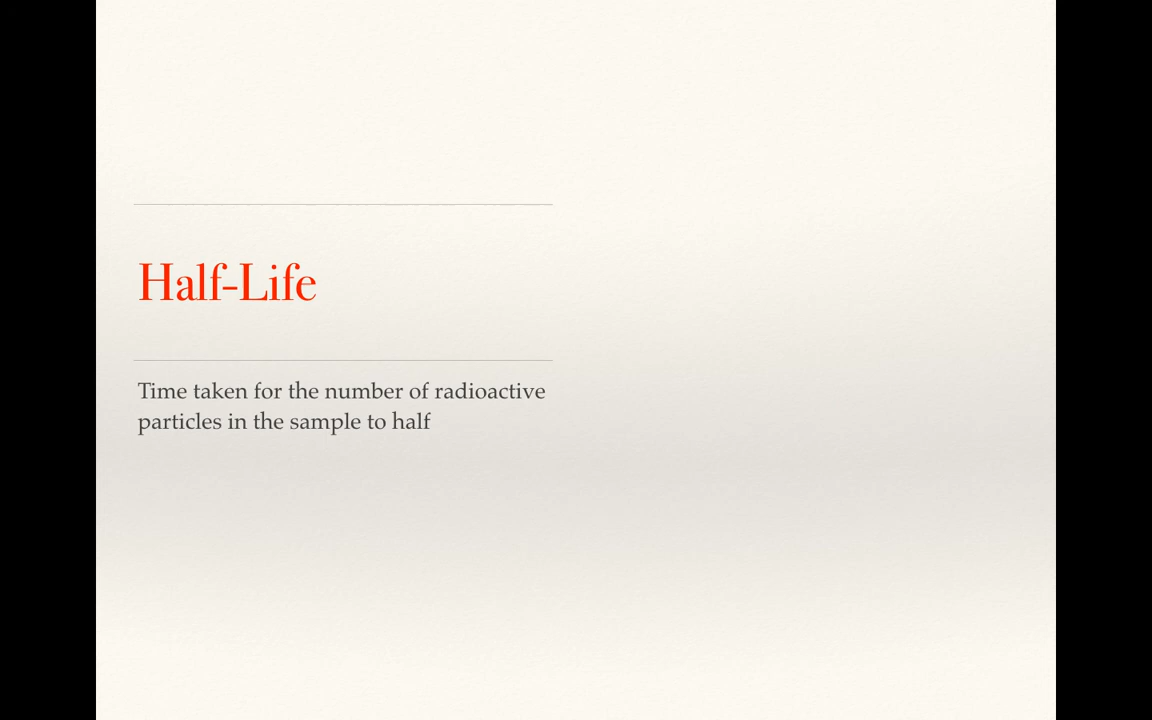 Half-Life
Time taken for the number of radioactive
particles in the sample to half